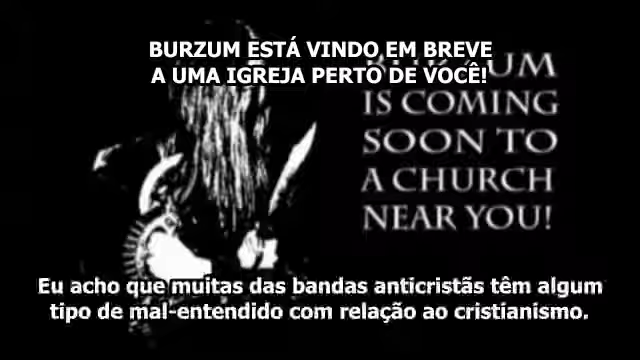 BURZUM ESTÁ VINDO EM BREVE
A UMA IGREJA PERTO DE VOCÊ!
BURZUM
IS COMING
SOON TO
A CHURCH
NEAR YOU!
Eu acho que muitas das bandas anticristãs têm algum
tipo de mal-entendido com relação ao cristianismo.